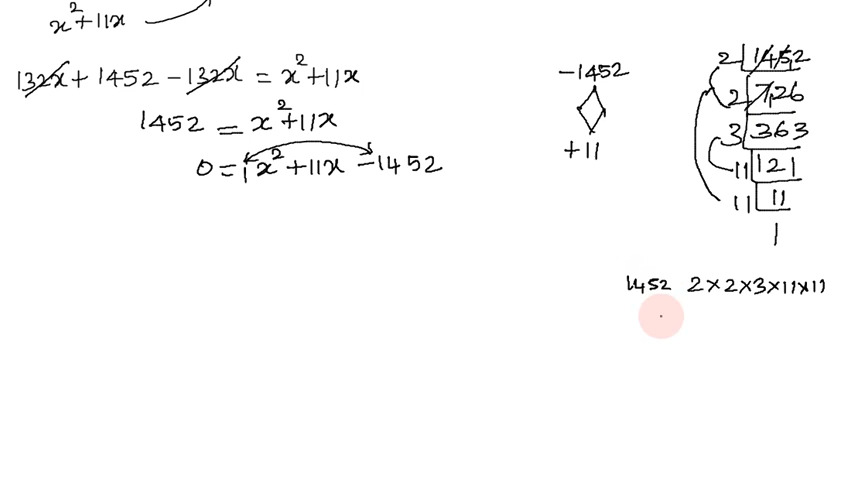 x²+11x
132x + 1452 - 132x = x²+11x
1452 = x²+11x
0 = 1x²+11x -1452
-1452
+11
2 | 1452
2 | 726
3 | 363
11 | 121
11 | 11
1
1452 2×2×3×11×11